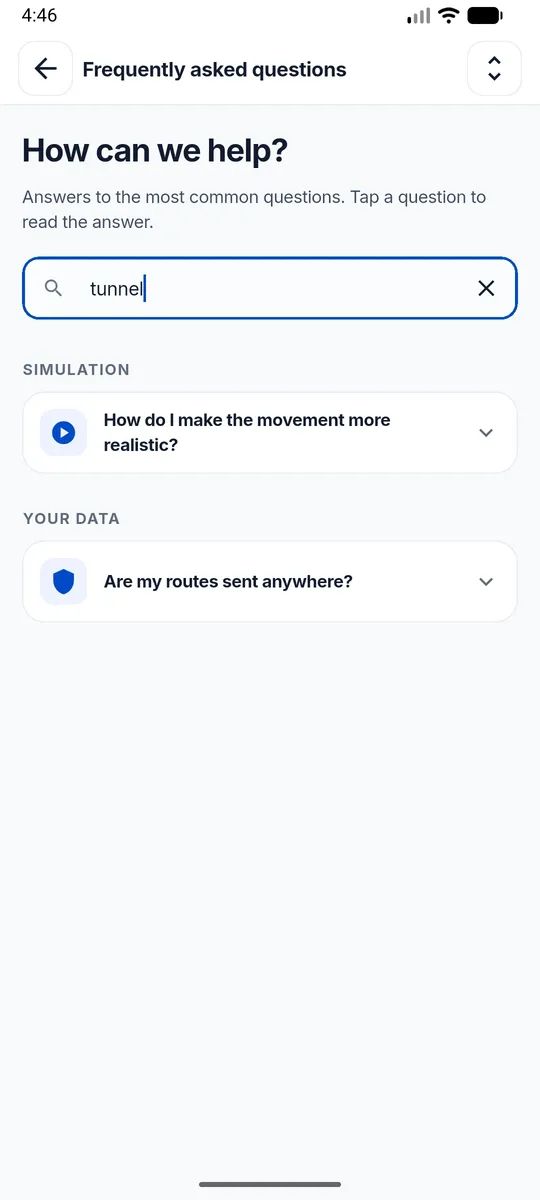 4:46
Frequently asked questions
How can we help?
Answers to the most common questions. Tap a question to
read the answer.
tunnel
SIMULATION
How do I make the movement more
realistic?
YOUR DATA
Are my routes sent anywhere?